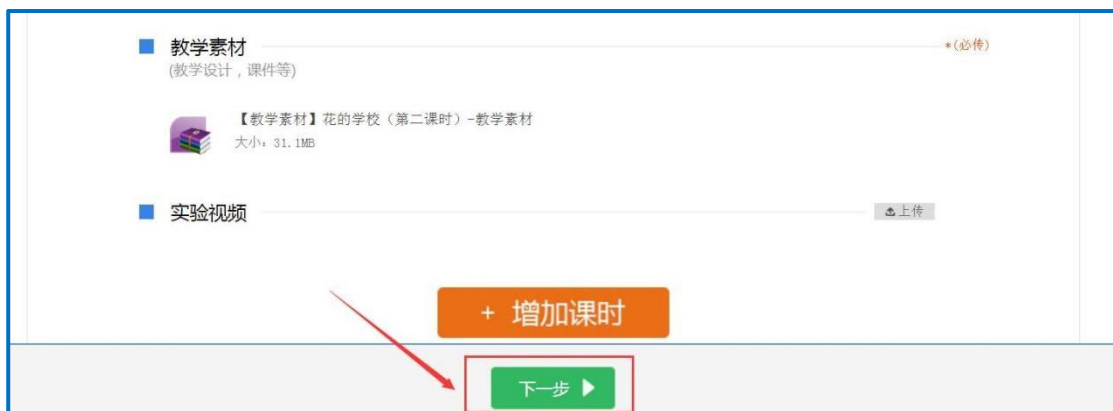 教学素材 *(必传)
(教学设计，课件等)
【教学素材】花的学校（第二课时）-教学素材
大小：31.1MB
实验视频 上传
+ 增加课时
下一步